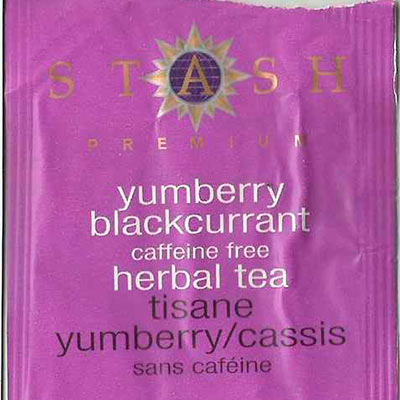 STASH
PREMIUM
yumberry
blackcurrant
caffeine free
herbal tea
tisane
yumberry/cassis
sans caféine